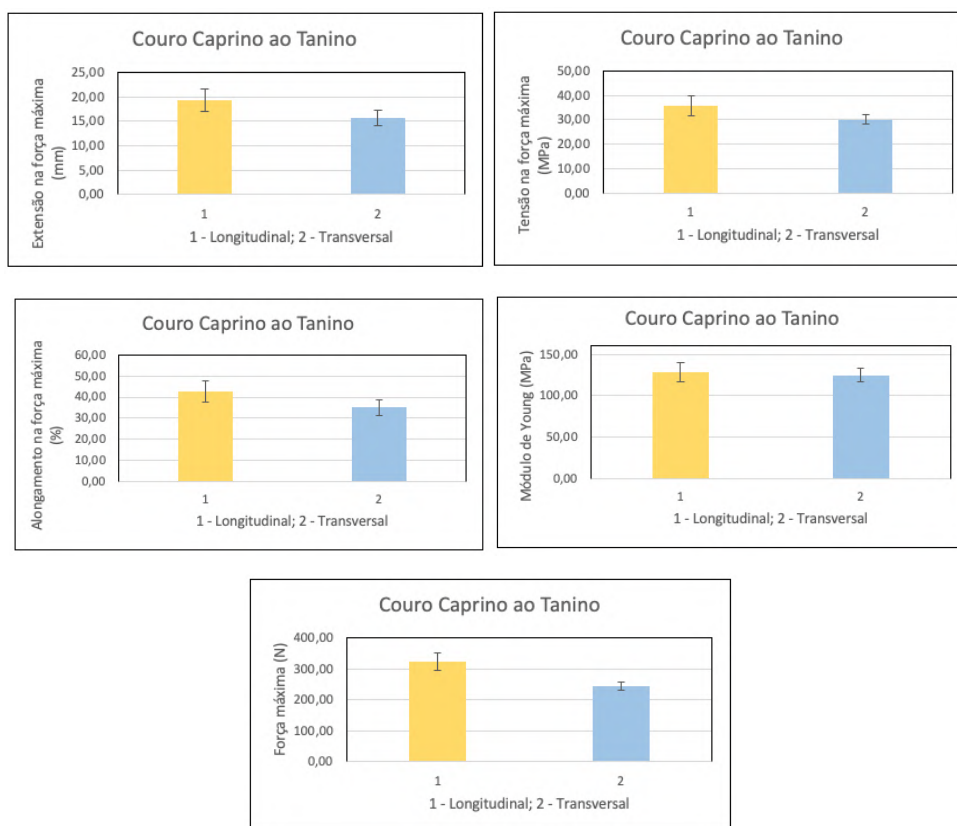 Couro Caprino ao Tanino
Extensão na força máxima
(mm)
25,00
20,00
15,00
10,00
5,00
0,00
1
2
1 - Longitudinal; 2 - Transversal
Couro Caprino ao Tanino
Tensão na força máxima
(MPa)
50,00
40,00
30,00
20,00
10,00
0,00
1
2
1 - Longitudinal; 2 - Transversal
Couro Caprino ao Tanino
Alongamento na força máxima
(%)
60,00
50,00
40,00
30,00
20,00
10,00
0,00
1
2
1 - Longitudinal; 2 - Transversal
Couro Caprino ao Tanino
Módulo de Young (MPa)
150,00
100,00
50,00
0,00
1
2
1 - Longitudinal; 2 - Transversal
Couro Caprino ao Tanino
Força máxima (N)
400,00
300,00
200,00
100,00
0,00
1
2
1 - Longitudinal; 2 - Transversal